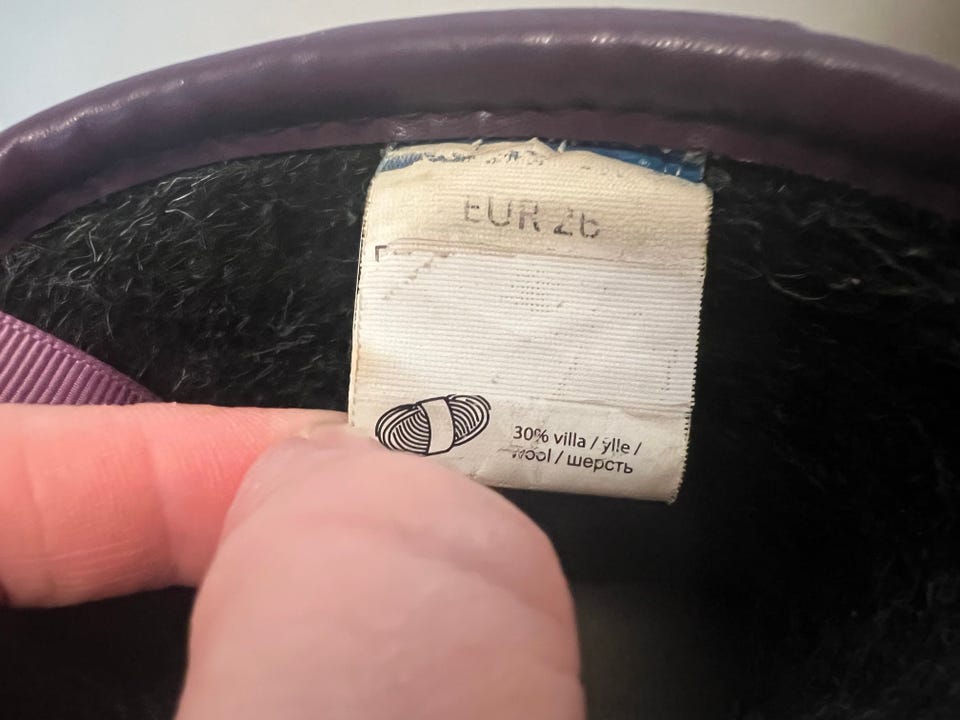 EUR 26
30% villa / ylle /
wool / шерсть